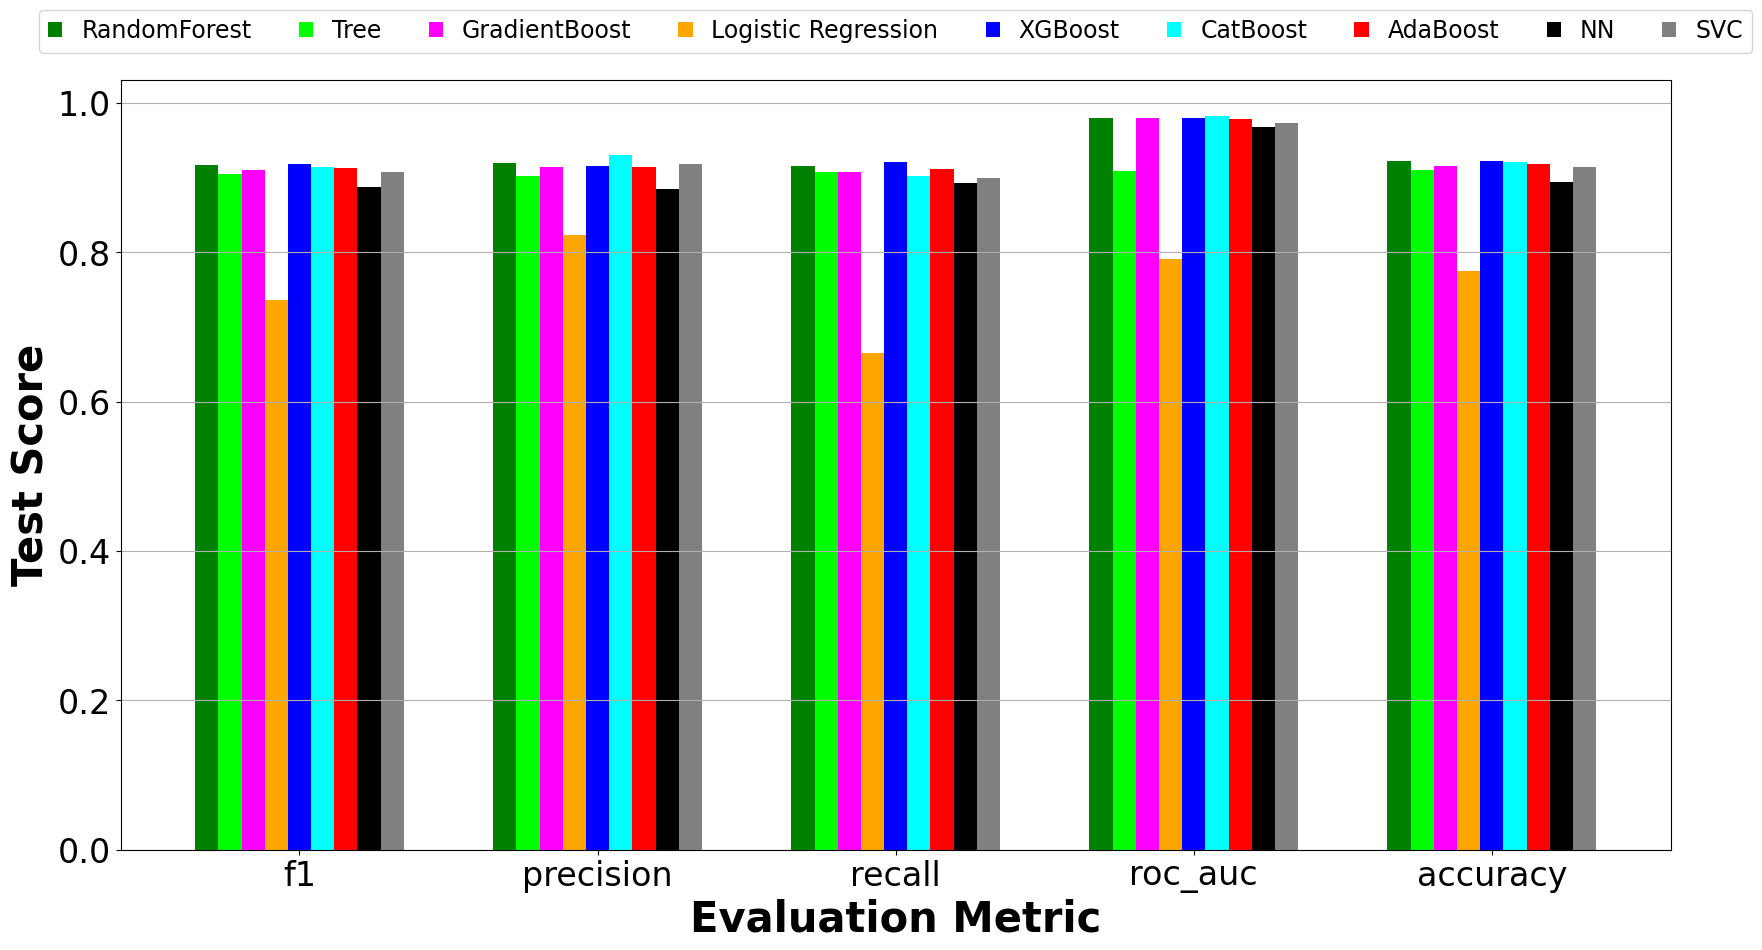 RandomForest Tree GradientBoost Logistic Regression XGBoost CatBoost AdaBoost NN SVC
1.0
0.8
0.6
0.4
0.2
0.0
Test Score
f1 precision recall roc_auc accuracy
Evaluation Metric